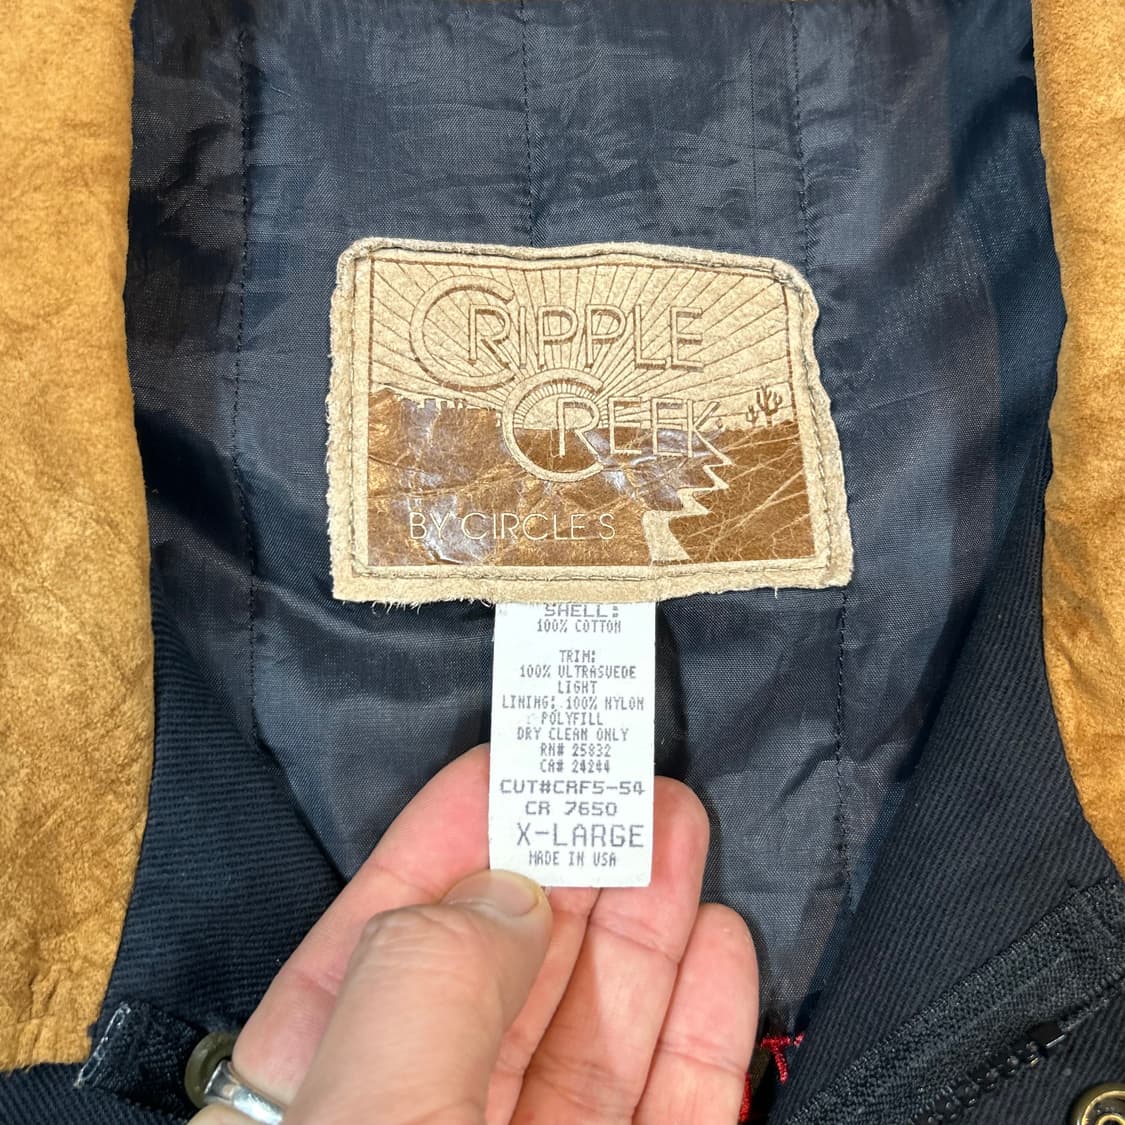 CRIPPLE
CREEK
BY CIRCLE S
SHELL:
100% COTTON
TRIM:
100% ULTRASUEDE
LIGHT
LINING: 100% NYLON
POLYFILL
DRY CLEAN ONLY
RN# 25832
CA# 24244
CUT#CRF5-54
CR 7650
X-LARGE
MADE IN USA